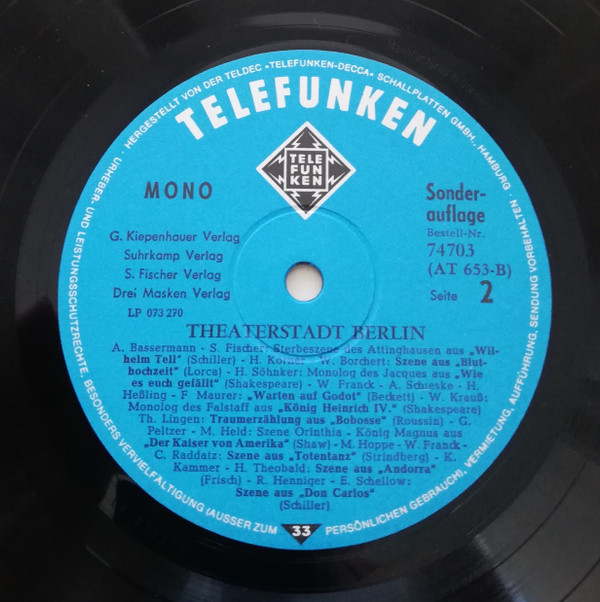 URHEBER- UND LEISTUNGSSCHUTZRECHTE, BESONDERS VERVIELFÄLTIGUNG (AUSSER ZUM PERSÖNLICHEN GEBRAUCH), VERMIETUNG, AUFFÜHRUNG, SENDUNG VORBEHALTEN.
HERGESTELLT VON DER TELDEC »TELEFUNKEN-DECCA« SCHALLPLATTEN GMBH., HAMBURG
TELEFUNKEN
TELE
FUN
KEN
MONO
Sonder-
auflage
Bestell-Nr.
74703
(AT 653-B)
Seite 2
G. Kiepenhauer Verlag
Suhrkamp Verlag
S. Fischer Verlag
Drei Masken Verlag
LP 073 270
THEATERSTADT BERLIN
A. Bassermann - S. Fischer: Sterbeszene des Attinghausen aus „Wil-
helm Tell“ (Schiller) - H. Körner - W. Borchert: Szene aus „Blut-
hochzeit“ (Lorca) - H. Söhnker: Monolog des Jacques aus „Wie
es euch gefällt“ (Shakespeare) - W. Franck - A. Schieske - H.
Heßling - F. Maurer: „Warten auf Godot“ (Beckett) - W. Krauß:
Monolog des Falstaff aus „König Heinrich IV.“ (Shakespeare)
Th. Lingen: Traumerzählung aus „Bobosse“ (Roussin) - G.
Peltzer - M. Held: Szene Orinthia - König Magnus aus
„Der Kaiser von Amerika“ (Shaw) - M. Hoppe - W. Franck -
C. Raddatz: Szene aus „Totentanz“ (Strindberg) - K.
Kammer - H. Theobald: Szene aus „Andorra“
(Frisch) - R. Henniger - E. Schellow:
Szene aus „Don Carlos“
(Schiller)
33